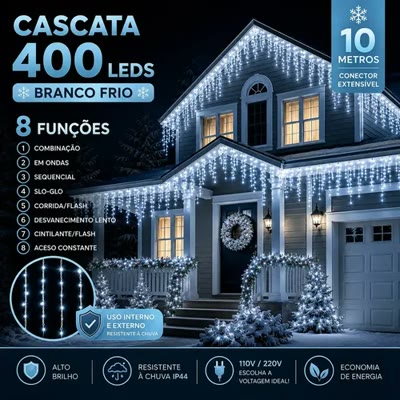 CASCATA
400 LEDS
BRANCO FRIO
10
METROS
CONECTOR
EXTENSÍVEL
8 FUNÇÕES
1 COMBINAÇÃO
2 EM ONDAS
3 SEQUENCIAL
4 SLO-GLO
5 CORRIDA/FLASH
6 DESVANECIMENTO LENTO
7 CINTILANTE/FLASH
8 ACESO CONSTANTE
USO INTERNO
E EXTERNO
RESISTENTE À CHUVA
ALTO
BRILHO
RESISTENTE
À CHUVA IP44
110V / 220V
ESCOLHA A
VOLTAGEM IDEAL!
ECONOMIA
DE ENERGIA